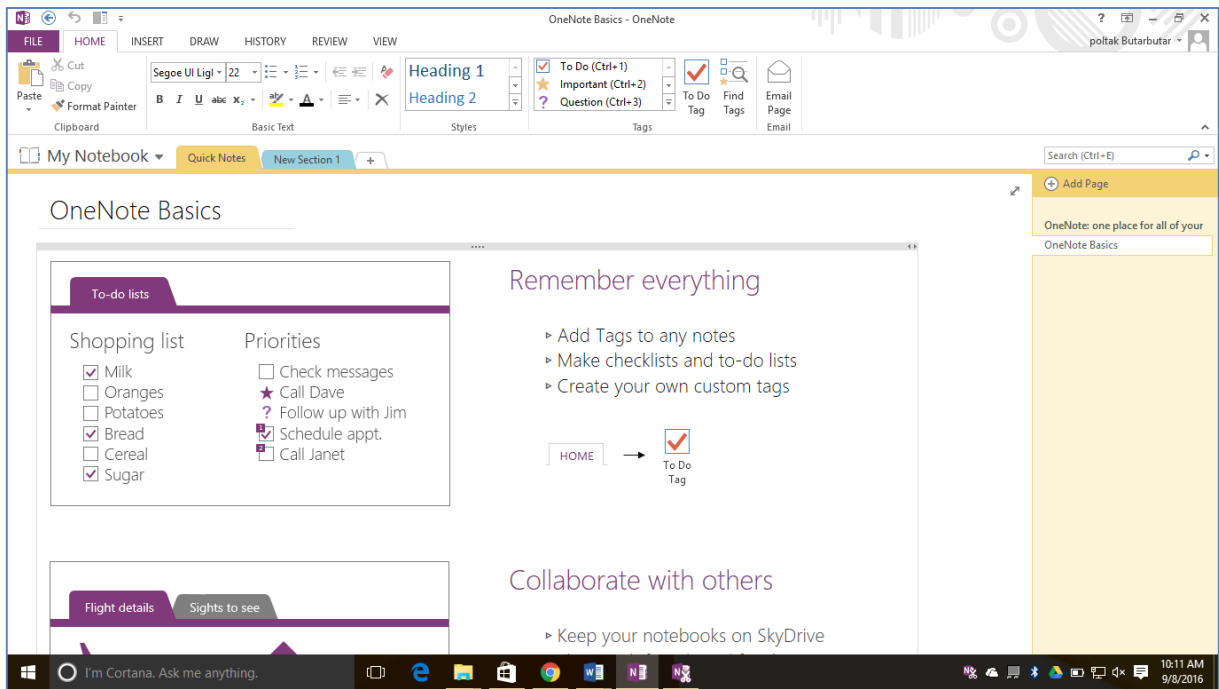 OneNote Basics - OneNote
FILE HOME INSERT DRAW HISTORY REVIEW VIEW
poltak Butarbutar
Paste
Cut
Copy
Format Painter
Clipboard
Segoe UI Ligl 22
B I U abc X₂ A
Basic Text
Heading 1
Heading 2
Styles
To Do (Ctrl+1)
Important (Ctrl+2)
Question (Ctrl+3)
To Do Tag
Find Tags
Tags
Email Page
Email
My Notebook
Quick Notes
New Section 1
Search (Ctrl+E)
Add Page
OneNote: one place for all of your
OneNote Basics
OneNote Basics
To-do lists
Shopping list
Milk
Oranges
Potatoes
Bread
Cereal
Sugar
Priorities
Check messages
Call Dave
? Follow up with Jim
1 Schedule appt.
2 Call Janet
Remember everything
Add Tags to any notes
Make checklists and to-do lists
Create your own custom tags
HOME
To Do
Tag
Flight details
Sights to see
Collaborate with others
Keep your notebooks on SkyDrive
I'm Cortana. Ask me anything.
10:11 AM
9/8/2016